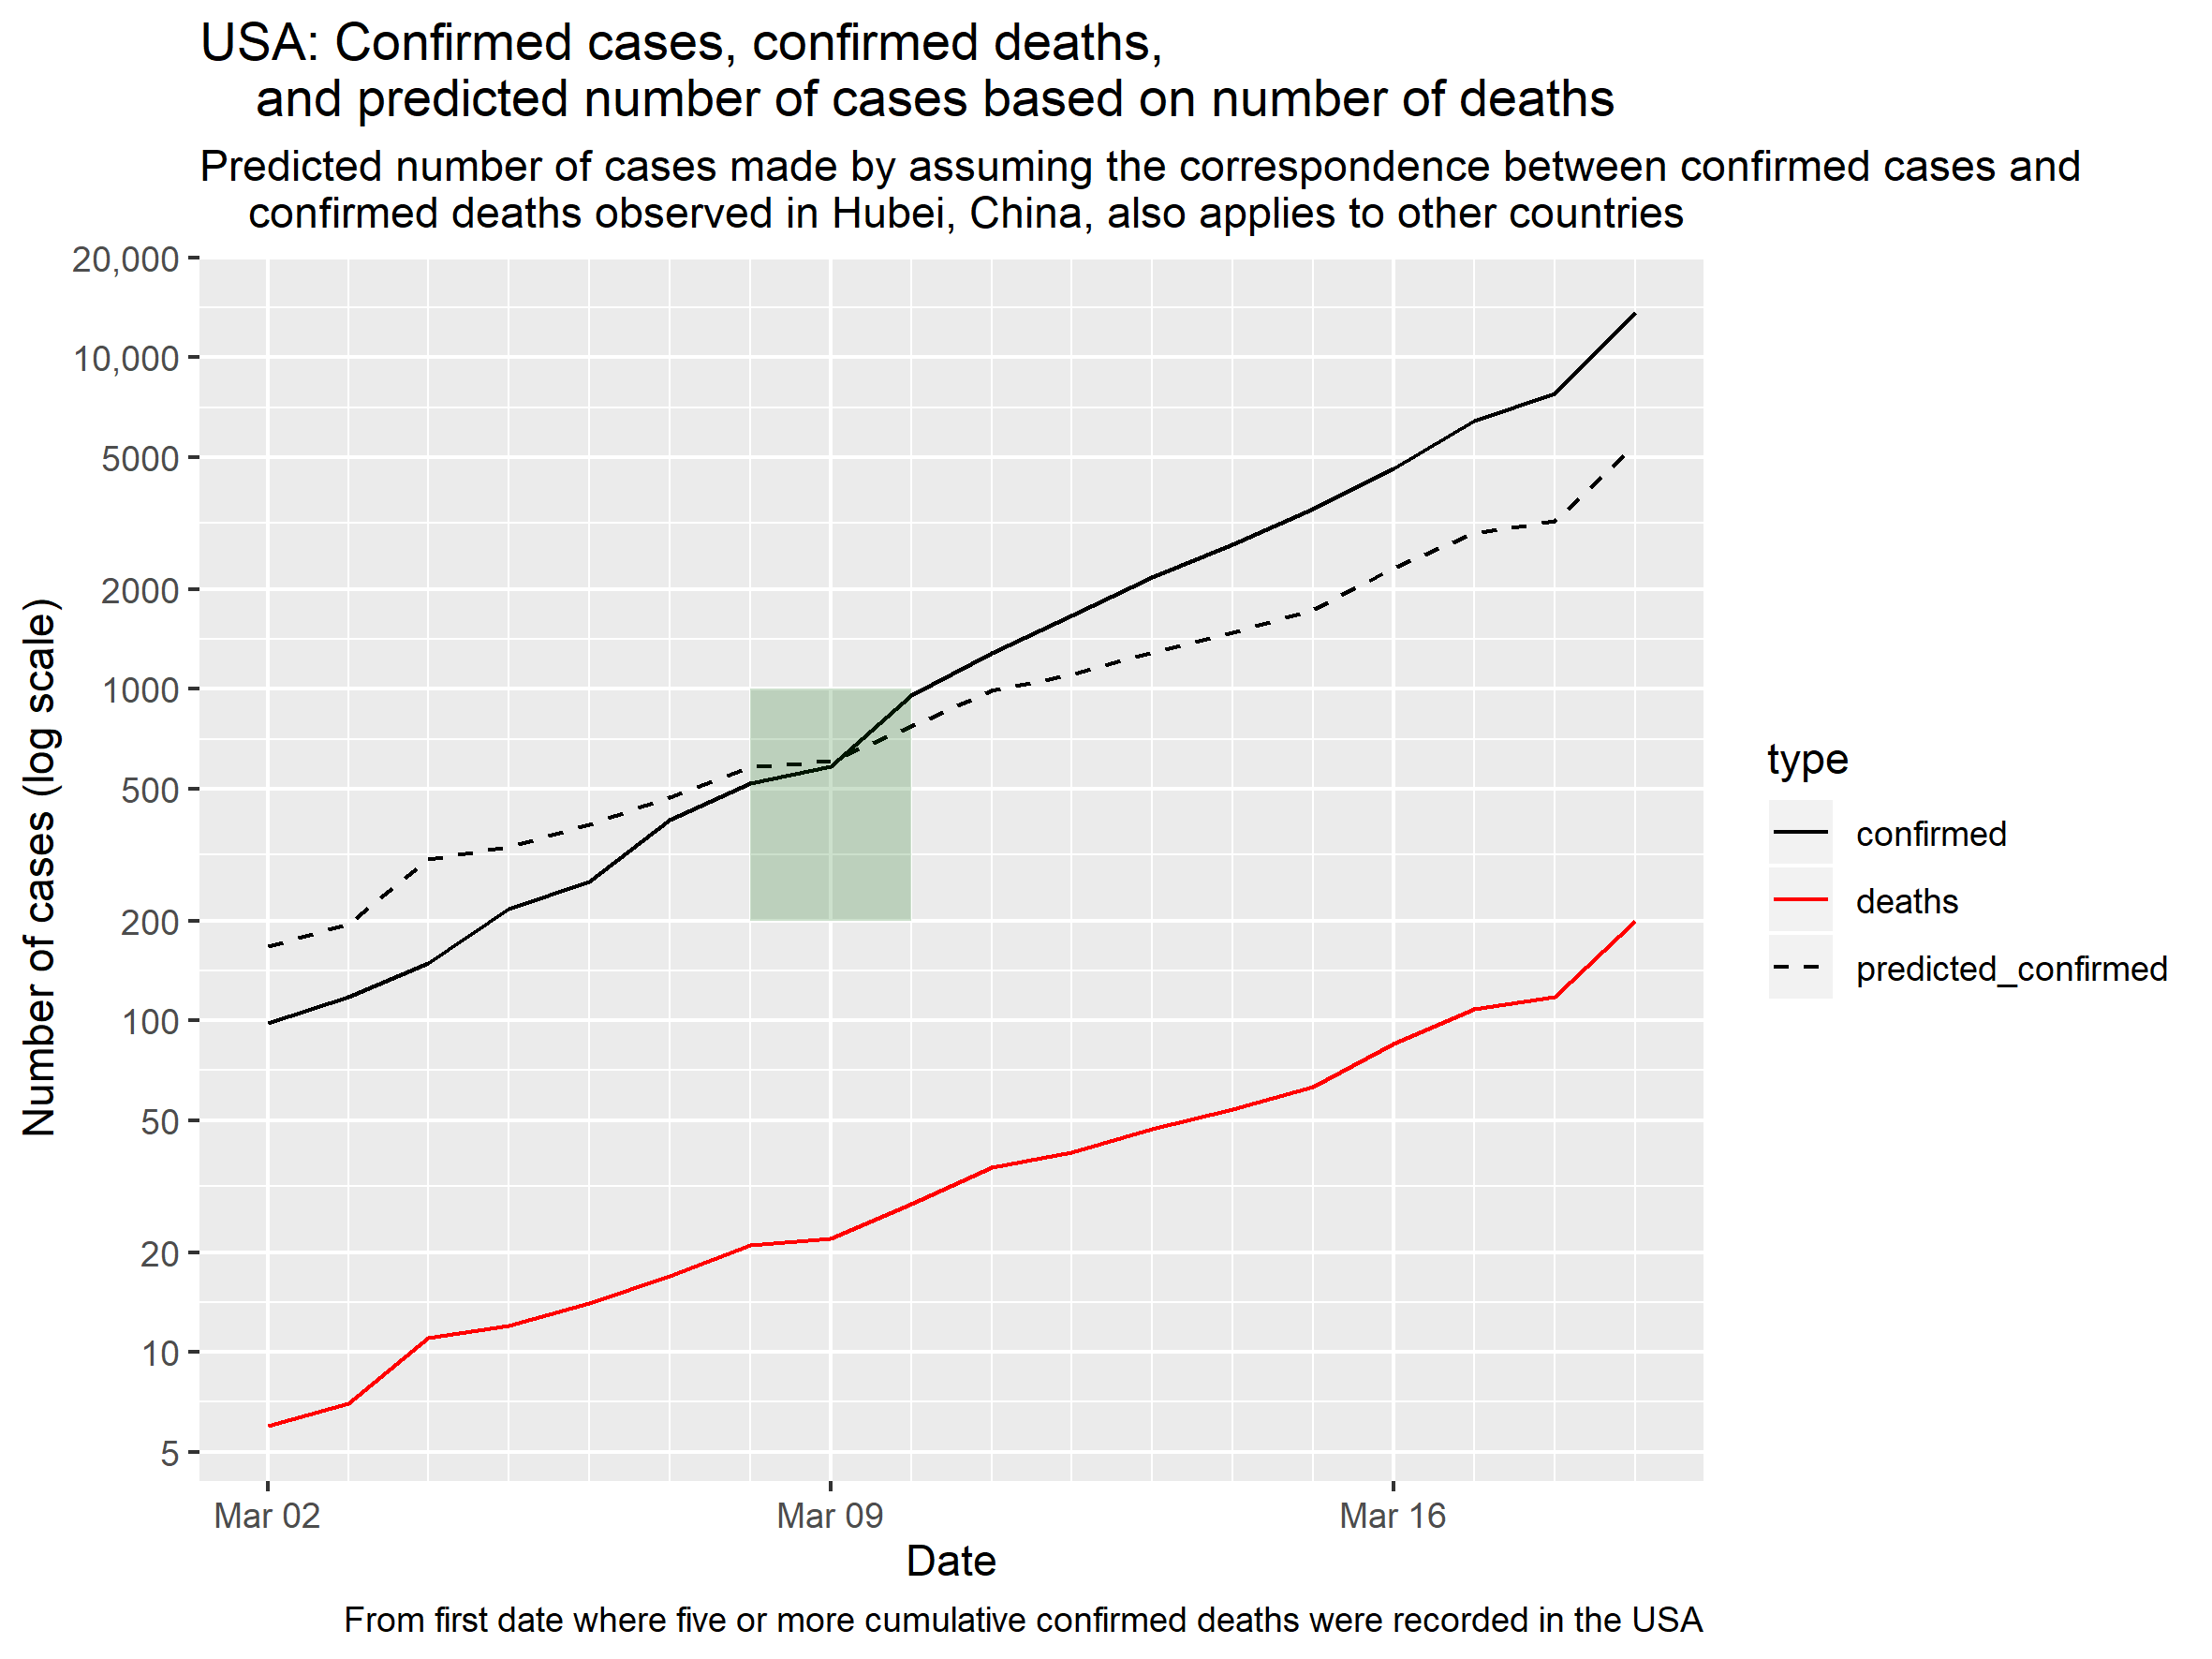 USA: Confirmed cases, confirmed deaths,
and predicted number of cases based on number of deaths
Predicted number of cases made by assuming the correspondence between confirmed cases and
confirmed deaths observed in Hubei, China, also applies to other countries
20,000
10,000
5000
2000
1000
500
200
100
50
20
10
5
Number of cases (log scale)
Mar 02
Mar 09
Mar 16
Date
type
confirmed
deaths
predicted_confirmed
From first date where five or more cumulative confirmed deaths were recorded in the USA